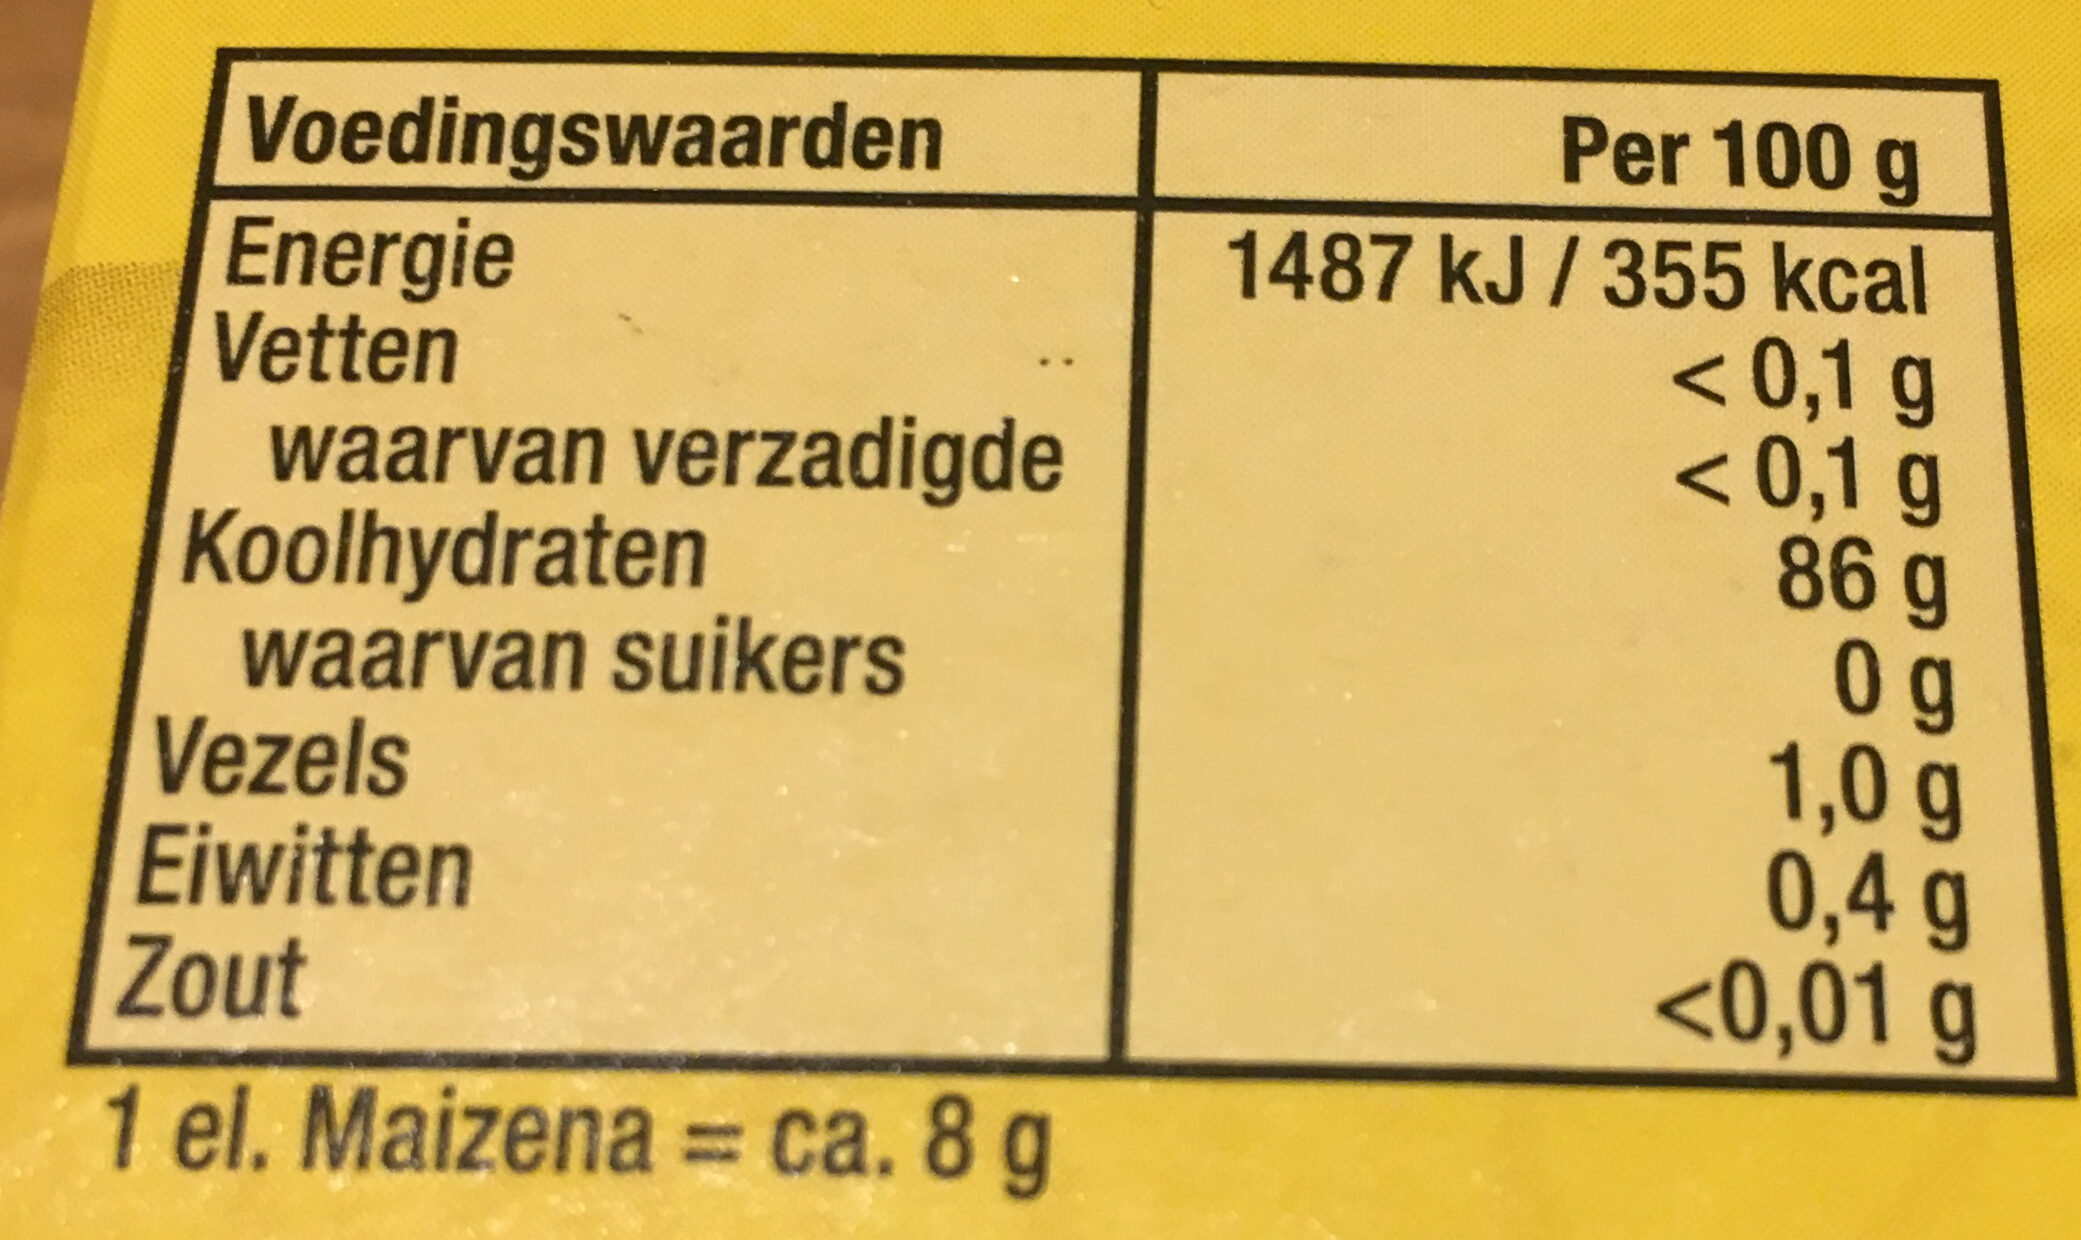 Voedingswaarden Per 100 g
Energie 1487 kJ / 355 kcal
Vetten < 0,1 g
waarvan verzadigde < 0,1 g
Koolhydraten 86 g
waarvan suikers 0 g
Vezels 1,0 g
Eiwitten 0,4 g
Zout <0,01 g
1 el. Maizena = ca. 8 g